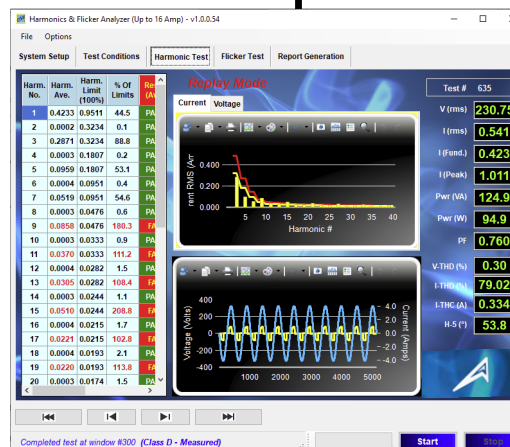 Harmonics & Flicker Analyzer (Up to 16 Amp) - v1.0.0.54
File Options
System Setup Test Conditions Harmonic Test Flicker Test Report Generation
Harm. No. Harm. Ave. Harm. Limit (100%) % Of Limits
1 0.4233 0.9511 44.5 PA
2 0.0002 0.3234 0.1 PA
3 0.2871 0.3234 88.8 PA
4 0.0003 0.1807 0.2 PA
5 0.0959 0.1807 53.1 PA
6 0.0004 0.0951 0.4 PA
7 0.0519 0.0951 54.6 PA
8 0.0003 0.0476 0.6 PA
9 0.0858 0.0476 180.3 FA
10 0.0003 0.0333 0.9 PA
11 0.0370 0.0333 111.2 FA
12 0.0004 0.0282 1.5 PA
13 0.0305 0.0282 108.4 FA
14 0.0003 0.0244 1.1 PA
15 0.0510 0.0244 208.8 FA
16 0.0004 0.0215 1.7 PA
17 0.0221 0.0215 102.8 FA
18 0.0004 0.0193 2.1 PA
19 0.0220 0.0193 113.8 FA
20 0.0003 0.0174 1.5 PA
Replay Mode
Current Voltage
rent RMS (Am
0.400
0.200
0.000
5 10 15 20 25 30 35 40
Harmonic #
Voltage (Volts)
400
200
0
-200
-400
4.0
2.0
0.0
-2.0
-4.0
Current (Amps)
1000 2000 3000 4000 5000
Test # 635
V (rms) 230.75
I (rms) 0.541
I (Fund.) 0.423
I (Peak) 1.011
Pwr (VA) 124.9
Pwr (W) 94.9
PF 0.760
V-THD (%) 0.30
I-THD (%) 79.02
I-THC (A) 0.334
H-5 (°) 53.8
Completed test at window #300 (Class D - Measured)
Start Stop